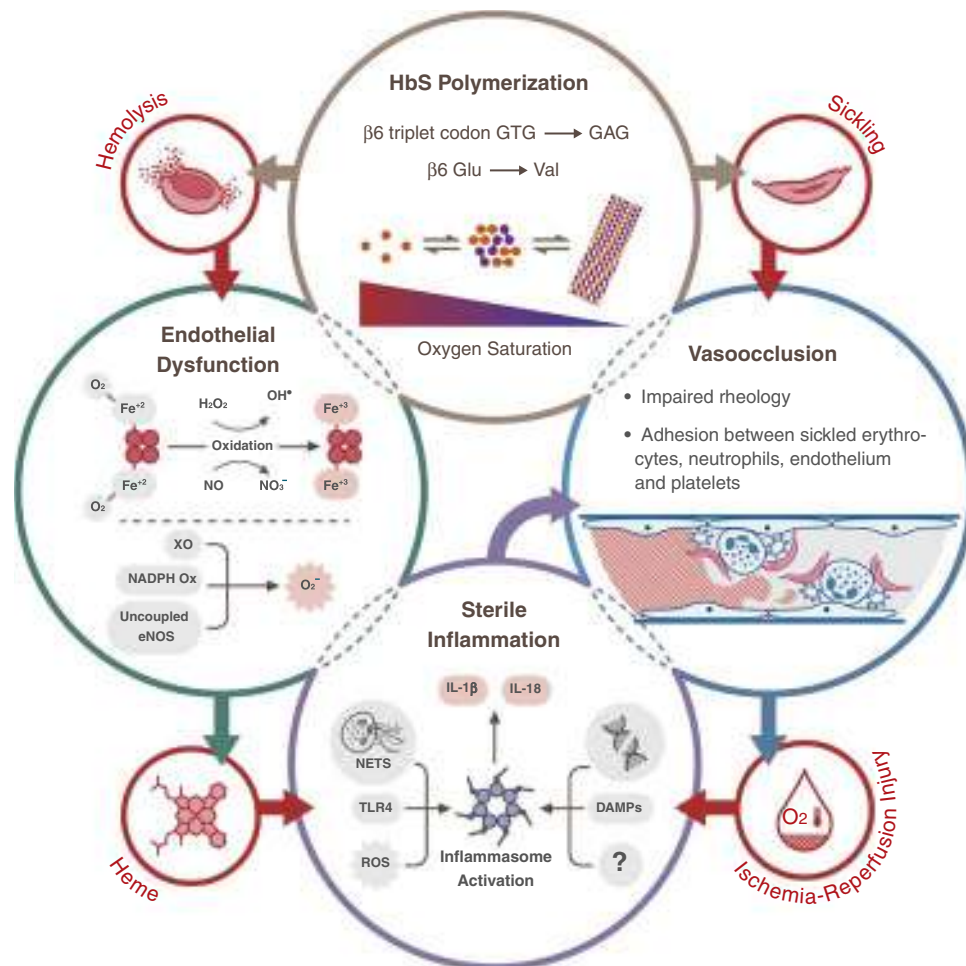 HbS Polymerization
β6 triplet codon GTG → GAG
β6 Glu → Val
Oxygen Saturation
Hemolysis
Sickling
Endothelial
Dysfunction
O₂
Fe⁺²
H₂O₂
OH•
Fe⁺³
Oxidation
Fe⁺²
O₂
NO
NO₃⁻
Fe⁺³
XO
NADPH Ox
Uncoupled
eNOS
O₂⁻
Vasoocclusion
• Impaired rheology
• Adhesion between sickled erythro-
cytes, neutrophils, endothelium
and platelets
Sterile
Inflammation
IL-1β
IL-18
NETS
TLR4
ROS
Inflammasome
Activation
DAMPs
?
Heme
O₂
Ischemia-Reperfusion Injury